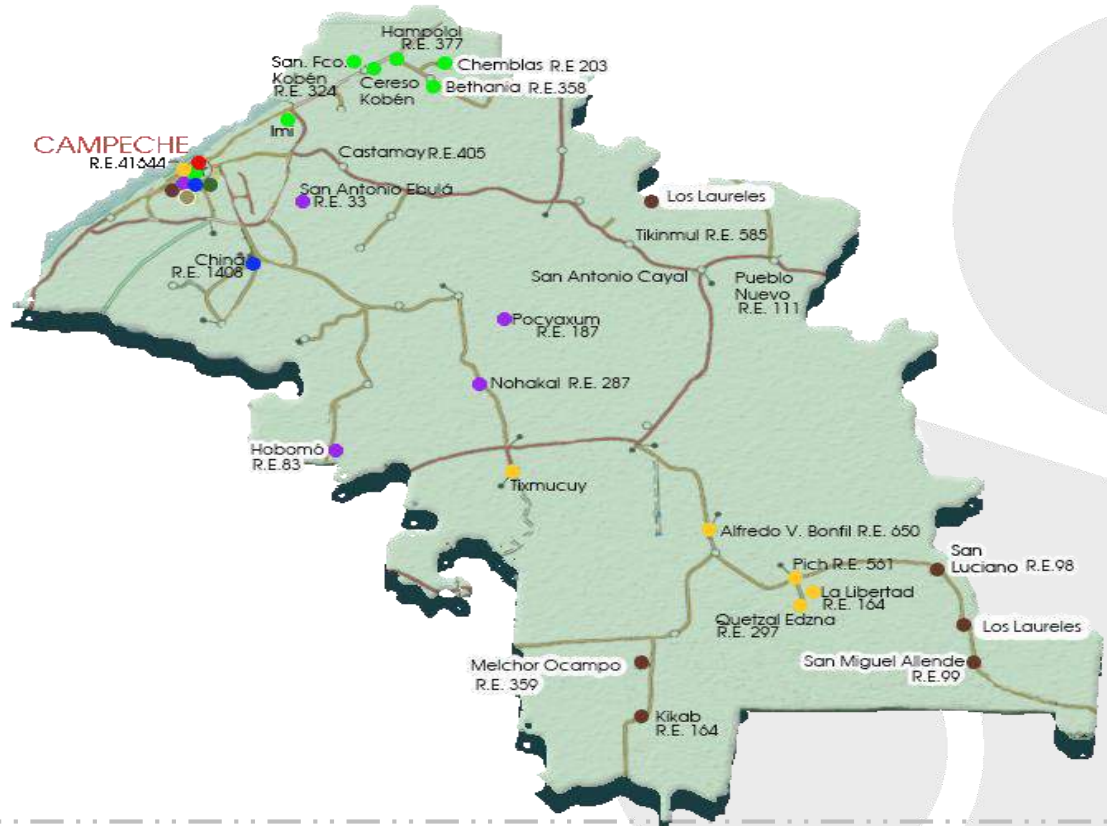 Hampolol
R.E. 377
San. Fco.
Kobén
R.E. 324
Cereso
Kobén
Chemblas R.E 203
Bethania R.E.358
Imi
CAMPECHE
R.E.41644
Castamay R.E.405
San Antonio Ebulá
R.E. 33
Los Laureles
Tikinmul R.E. 585
Chiná
R.E. 1408
San Antonio Cayal
Pueblo
Nuevo
R.E. 111
Pocyaxum
R.E. 187
Nohakal R.E. 287
Hobomó
R.E.83
Tixmucuy
Alfredo V. Bonfil R.E. 650
Pich R.E. 561
San
Luciano R.E.98
La Libertad
R.E. 164
Quetzal Edzna
R.E. 297
Los Laureles
Melchor Ocampo
R.E. 359
San Miguel Allende
R.E.99
Kikab
R.E. 164